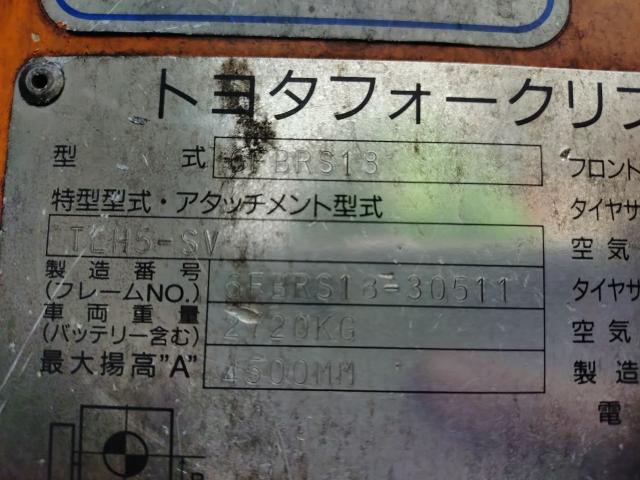 トヨタフォークリフ
型 式 6FBRS18
フロント
特型型式・アタッチメント型式
タイヤサ
空 気
製造番号
(フレームNO.) 6FBRS18-30511
タイヤサ
車両重量
(バッテリー含む) 2720KG
空 気
最大揚高"A" 4500MM
製 造
電